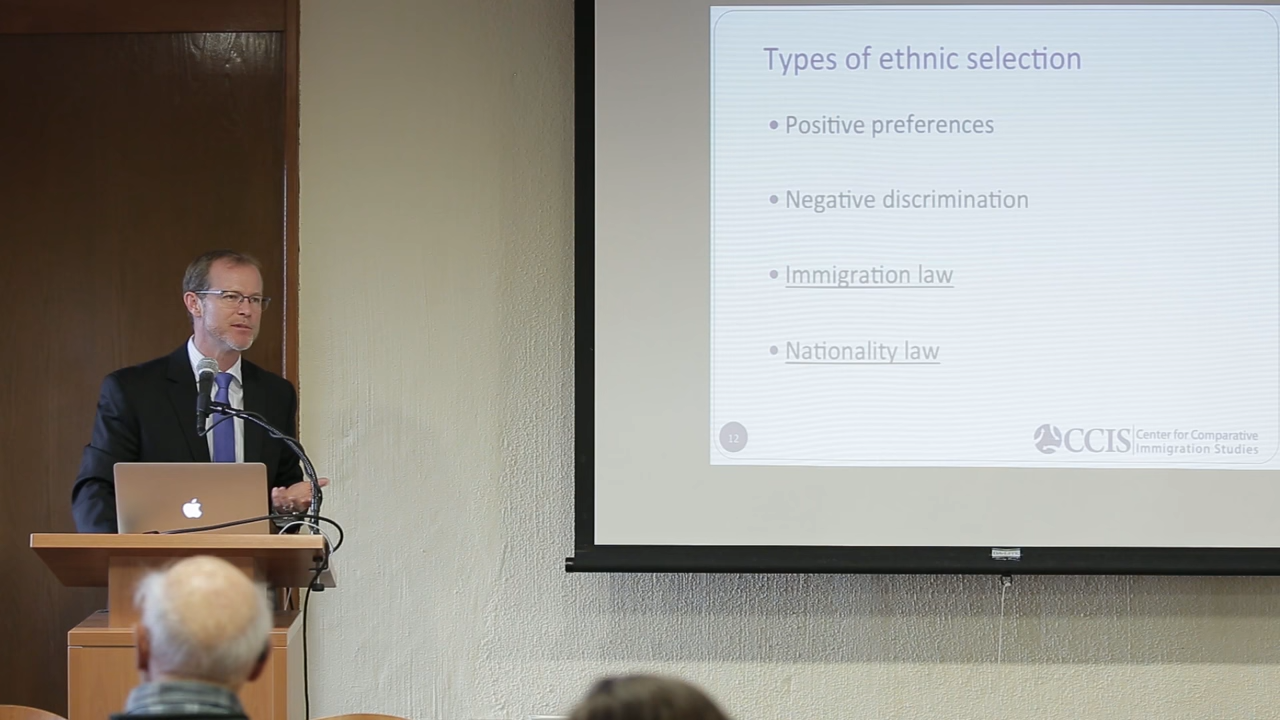 Types of ethnic selection
• Positive preferences
• Negative discrimination
• Immigration law
• Nationality law
12
CCIS Center for Comparative
Immigration Studies